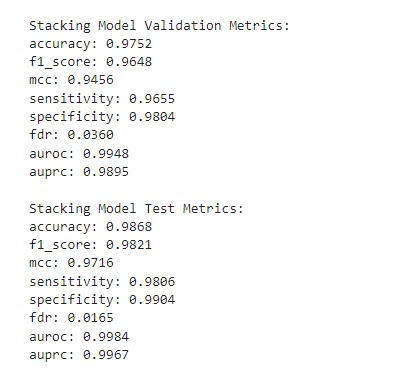 Stacking Model Validation Metrics:
accuracy: 0.9752
f1_score: 0.9648
mcc: 0.9456
sensitivity: 0.9655
specificity: 0.9804
fdr: 0.0360
auroc: 0.9948
auprc: 0.9895
Stacking Model Test Metrics:
accuracy: 0.9868
f1_score: 0.9821
mcc: 0.9716
sensitivity: 0.9806
specificity: 0.9904
fdr: 0.0165
auroc: 0.9984
auprc: 0.9967